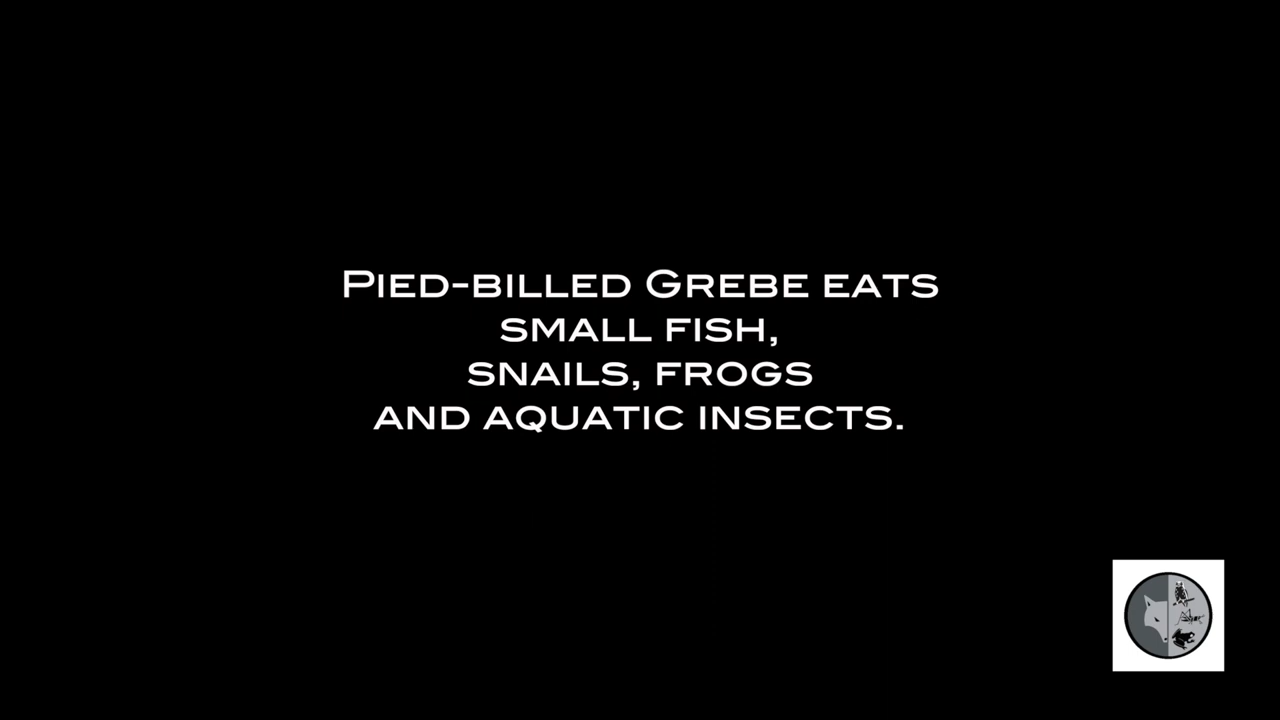 Pied-billed Grebe eats
small fish,
snails, frogs
and aquatic insects.